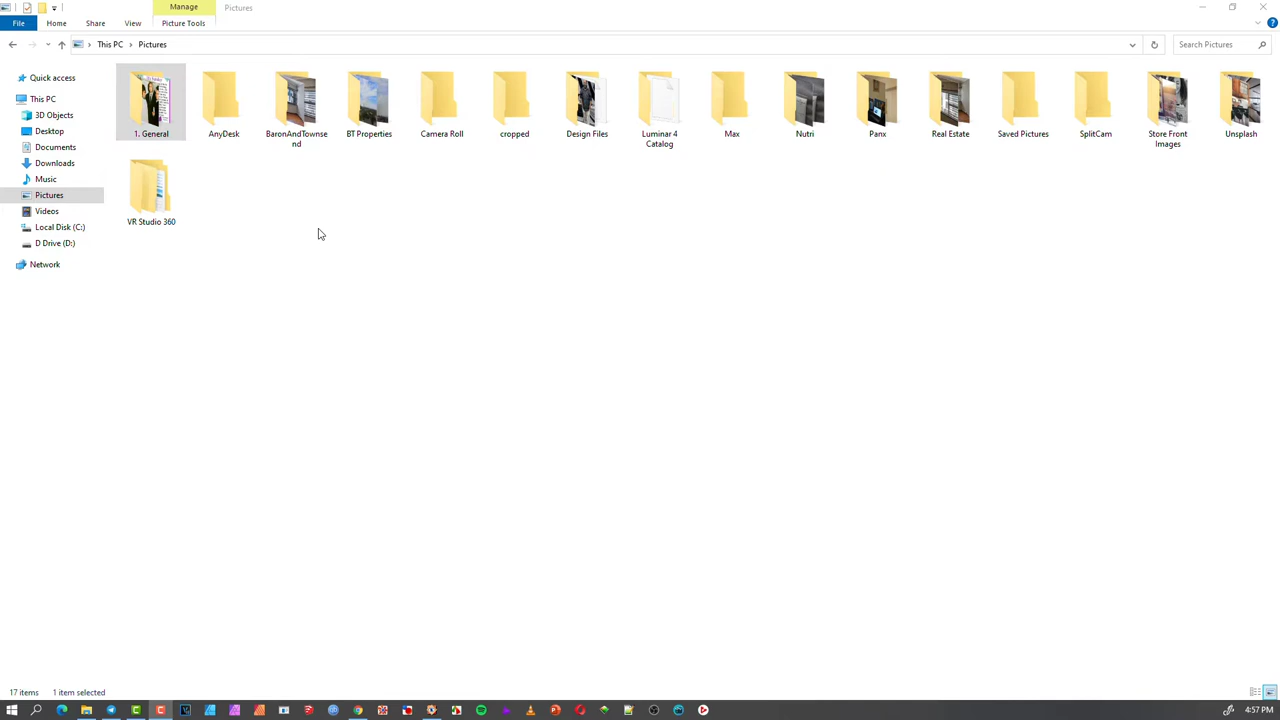 Manage
Pictures
File
Home
Share
View
Picture Tools
This PC
Pictures
Search Pictures
Quick access
This PC
3D Objects
Desktop
Documents
Downloads
Music
Pictures
Videos
Local Disk (C:)
D Drive (D:)
Network
1. General
AnyDesk
BaronAndTownse
nd
BT Properties
Camera Roll
cropped
Design Files
Luminar 4
Catalog
Max
Nutri
Panx
Real Estate
Saved Pictures
SplitCam
Store Front
Images
Unsplash
VR Studio 360
17 items
1 item selected
4:57 PM